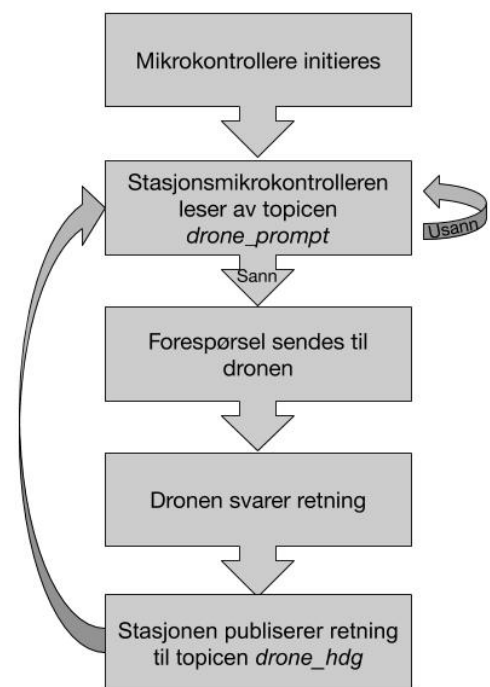 Mikrokontrollere initieres
Stasjonsmikrokontrolleren
leser av topicen
drone_prompt
Usann
Sann
Forespørsel sendes til
dronen
Dronen svarer retning
Stasjonen publiserer retning
til topicen drone_hdg